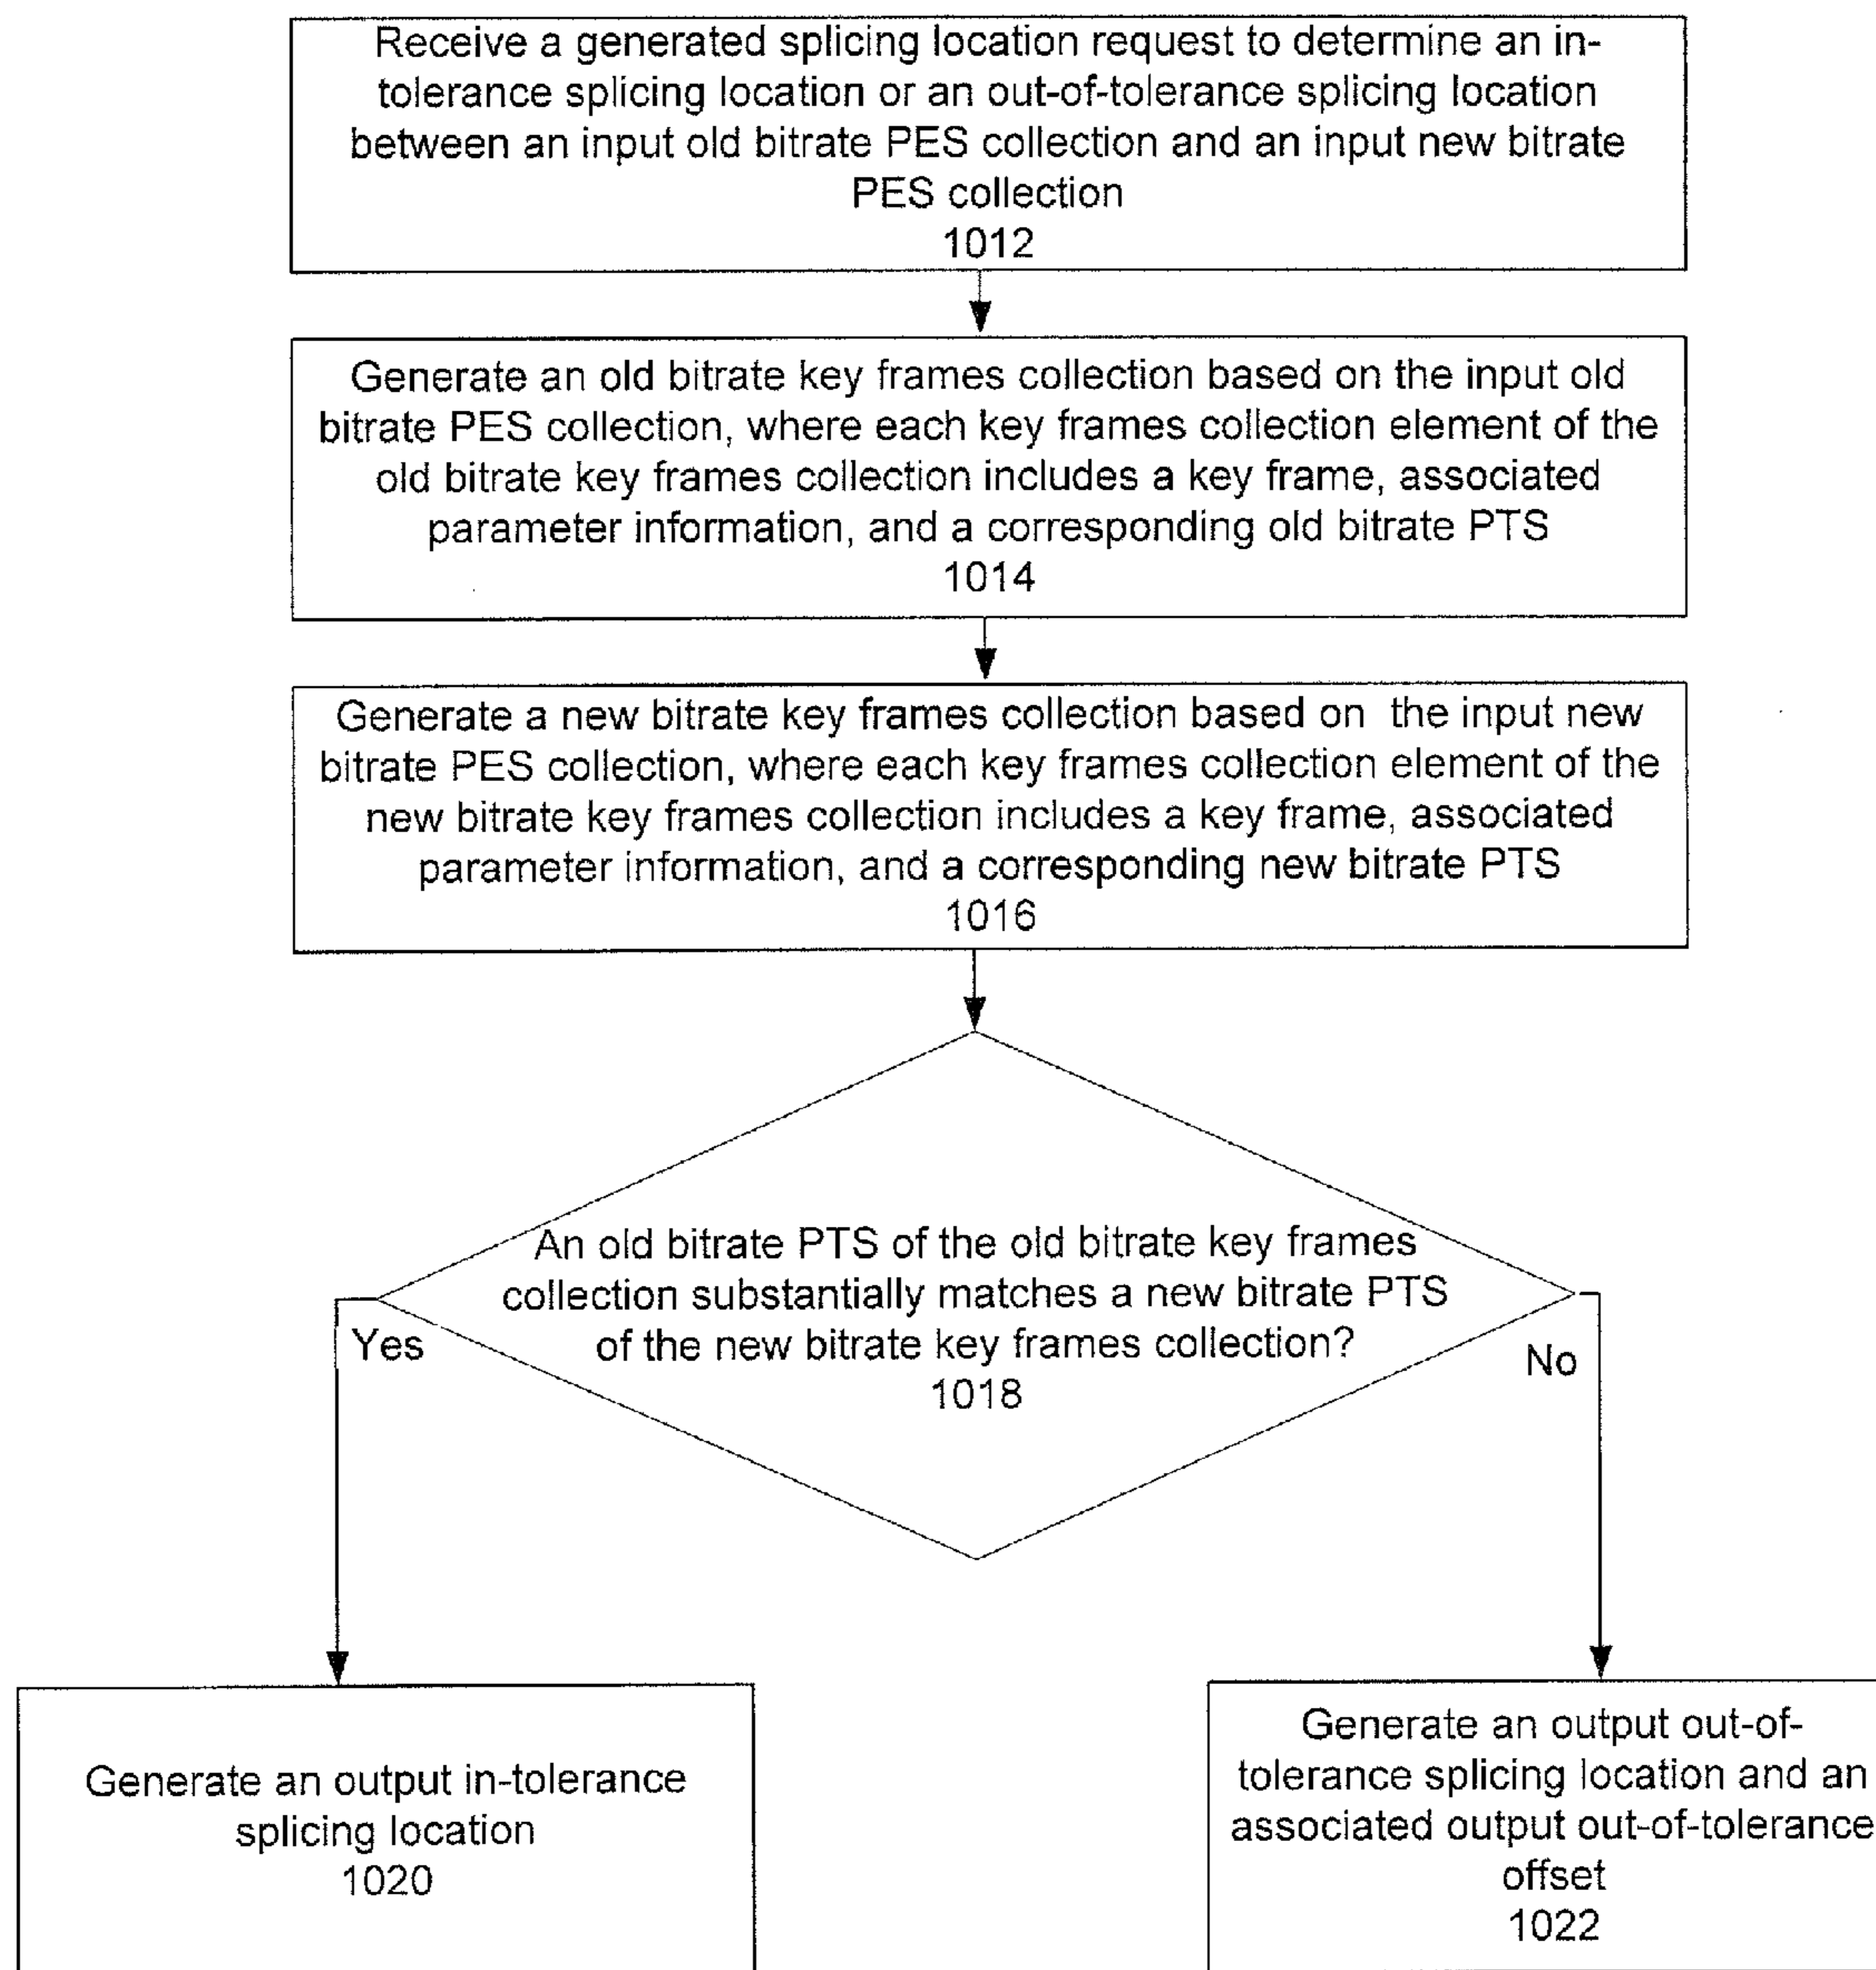 Receive a generated splicing location request to determine an in-
tolerance splicing location or an out-of-tolerance splicing location
between an input old bitrate PES collection and an input new bitrate
PES collection
1012
Generate an old bitrate key frames collection based on the input old
bitrate PES collection, where each key frames collection element of the
old bitrate key frames collection includes a key frame, associated
parameter information, and a corresponding old bitrate PTS
1014
Generate a new bitrate key frames collection based on the input new
bitrate PES collection, where each key frames collection element of the
new bitrate key frames collection includes a key frame, associated
parameter information, and a corresponding new bitrate PTS
1016
An old bitrate PTS of the old bitrate key frames
collection substantially matches a new bitrate PTS
of the new bitrate key frames collection?
1018
Yes
No
Generate an output in-tolerance
splicing location
1020
Generate an output out-of-
tolerance splicing location and an
associated output out-of-tolerance
offset
1022